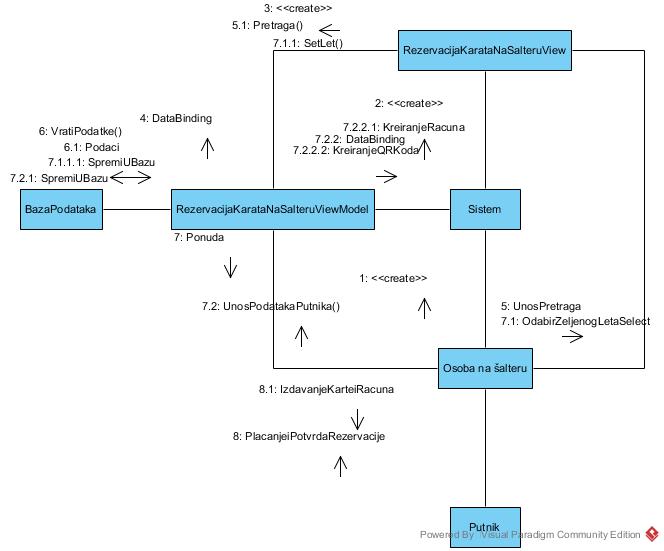 3: <<create>>
5.1: Pretraga()
7.1.1: SetLet()
RezervacijaKarataNaSalteruView
2: <<create>>
4: DataBinding
7.2.2.1: KreiranjeRacuna
6: VratiPodatke()
7.2.2: DataBinding
6.1: Podaci
7.2.2.2: KreiranjeQRKoda
7.1.1.1: SpremiUBazu
7.2.1: SpremiUBazu
BazaPodataka
RezervacijaKarataNaSalteruViewModel
Sistem
7: Ponuda
1: <<create>>
7.2: UnosPodatakaPutnika()
5: UnosPretraga
7.1: OdabirZeljenogLetaSelect
Osoba na šalteru
8.1: IzdavanjeKarteiRacuna
8: PlacanjeiPotvrdaRezervacije
Putnik
Powered By Visual Paradigm Community Edition